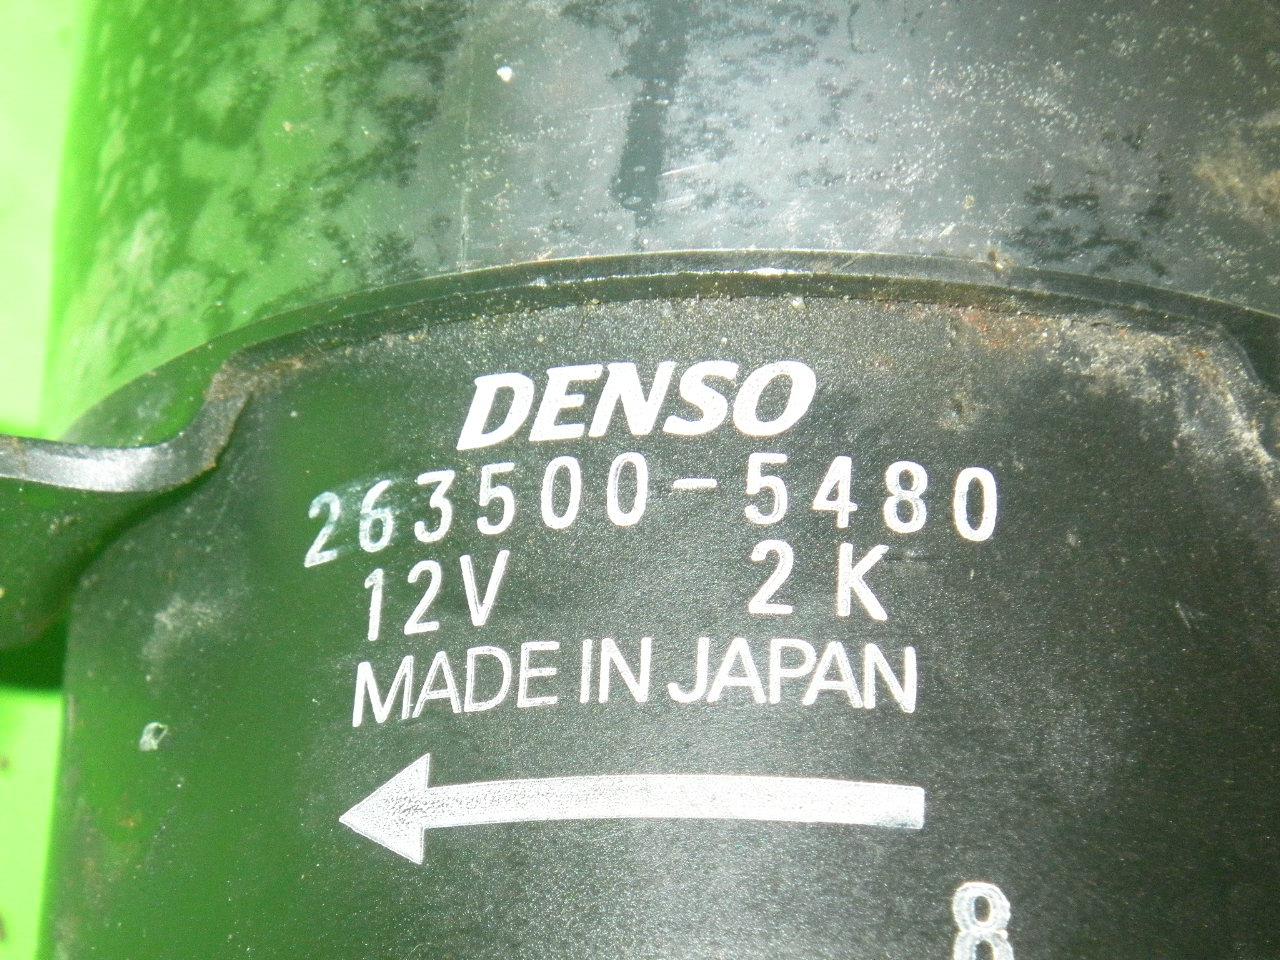 DENSO
263500-5480
12V 2K
MADE IN JAPAN
8